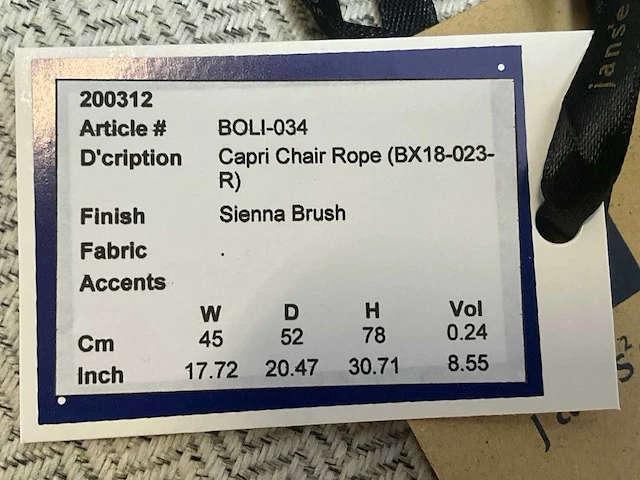 200312
Article # BOLI-034
D'cription Capri Chair Rope (BX18-023-
R)
Finish Sienna Brush
Fabric .
Accents
W D H Vol
Cm 45 52 78 0.24
Inch 17.72 20.47 30.71 8.55
janse